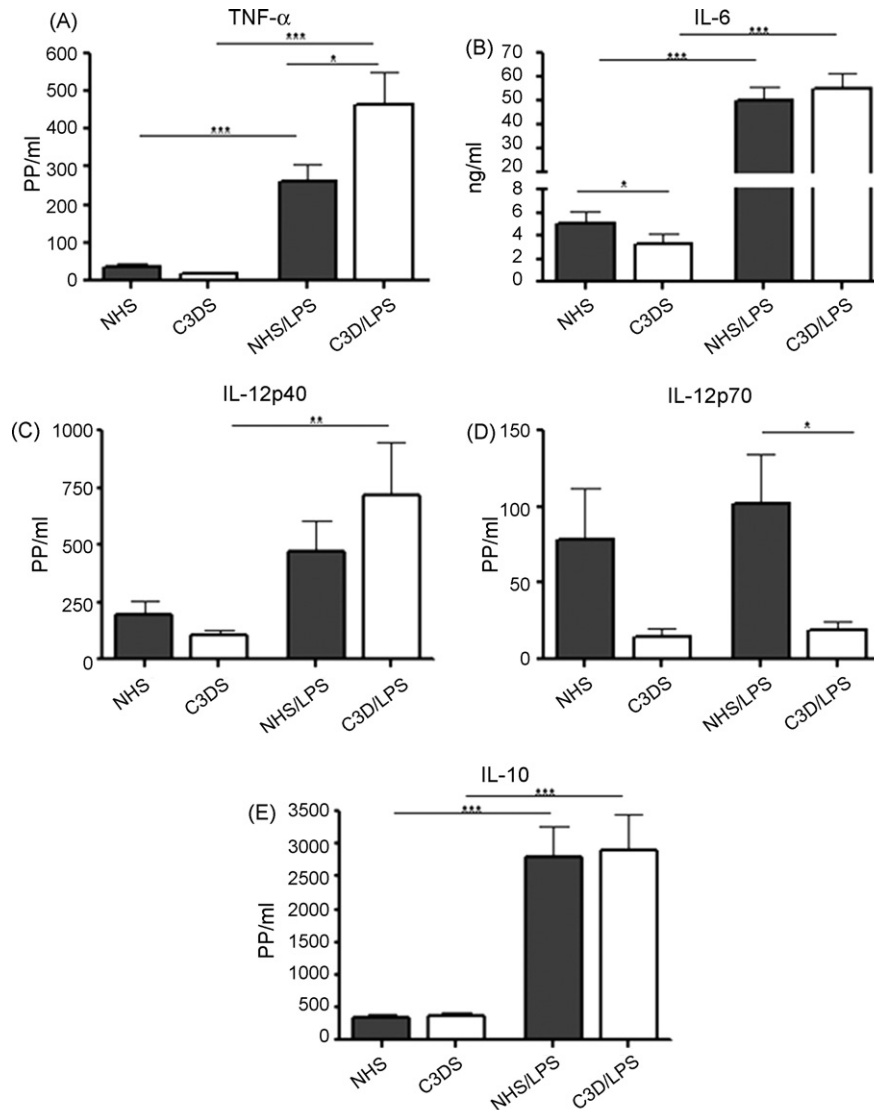 (A)
TNF-α
***
*
***
PP/ml
600
500
400
300
200
100
0
NHS
C3DS
NHS/LPS
C3D/LPS
(B)
IL-6
***
***
*
ng/ml
70
60
50
40
30
20
8
6
4
2
0
NHS
C3DS
NHS/LPS
C3D/LPS
(C)
IL-12p40
**
PP/ml
1000
750
500
250
0
NHS
C3DS
NHS/LPS
C3D/LPS
(D)
IL-12p70
*
PP/ml
150
100
50
0
NHS
C3DS
NHS/LPS
C3D/LPS
(E)
IL-10
***
***
PP/ml
3500
3000
2500
2000
1500
1000
500
0
NHS
C3DS
NHS/LPS
C3D/LPS